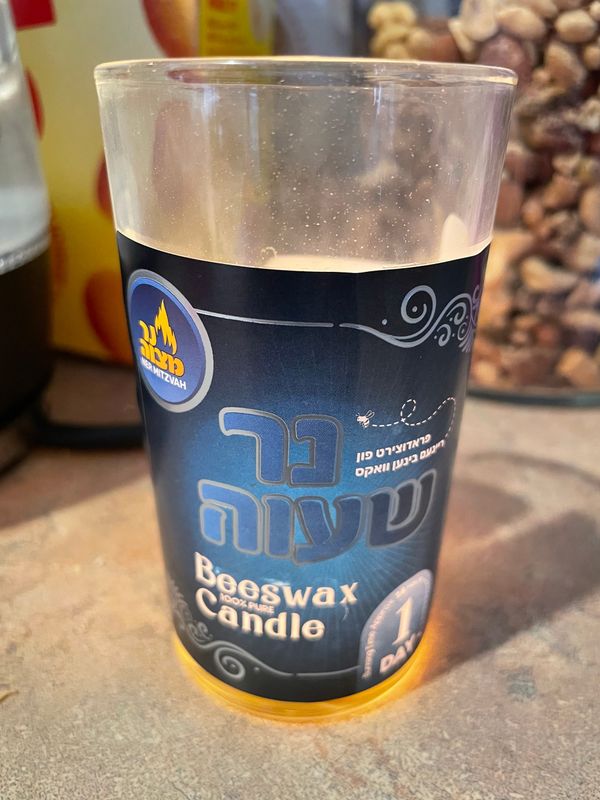 נר
מצוה
NER MITZVAH
נר
שעוה
פראדוצירט פון
ריינעם בינען וואקס
Beeswax
100% PURE
Candle
1
DAY